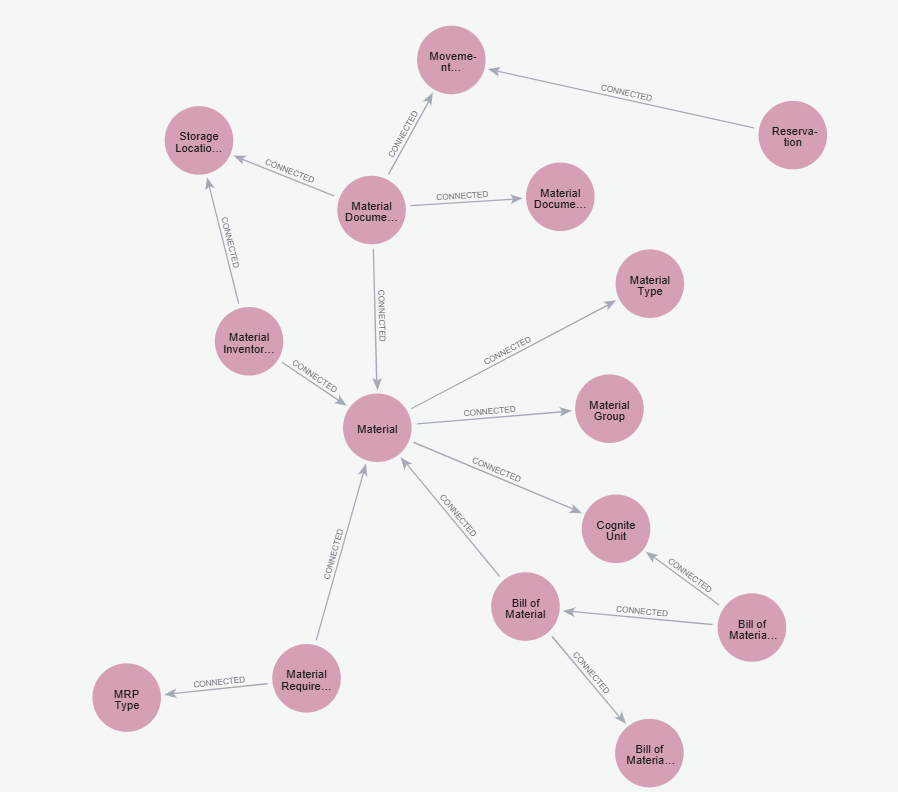 Moveme-
nt...
CONNECTED
Reserva-
tion
Storage
Locatio...
CONNECTED
CONNECTED
Material
Docume...
CONNECTED
Material
Docume...
CONNECTED
CONNECTED
Material
Type
CONNECTED
Material
Inventor...
CONNECTED
CONNECTED
Material
Group
Material
CONNECTED
CONNECTED
CONNECTED
Cognite
Unit
CONNECTED
CONNECTED
Bill of
Material
CONNECTED
Bill of
Materia...
CONNECTED
Material
Require...
CONNECTED
MRP
Type
Bill of
Materia...